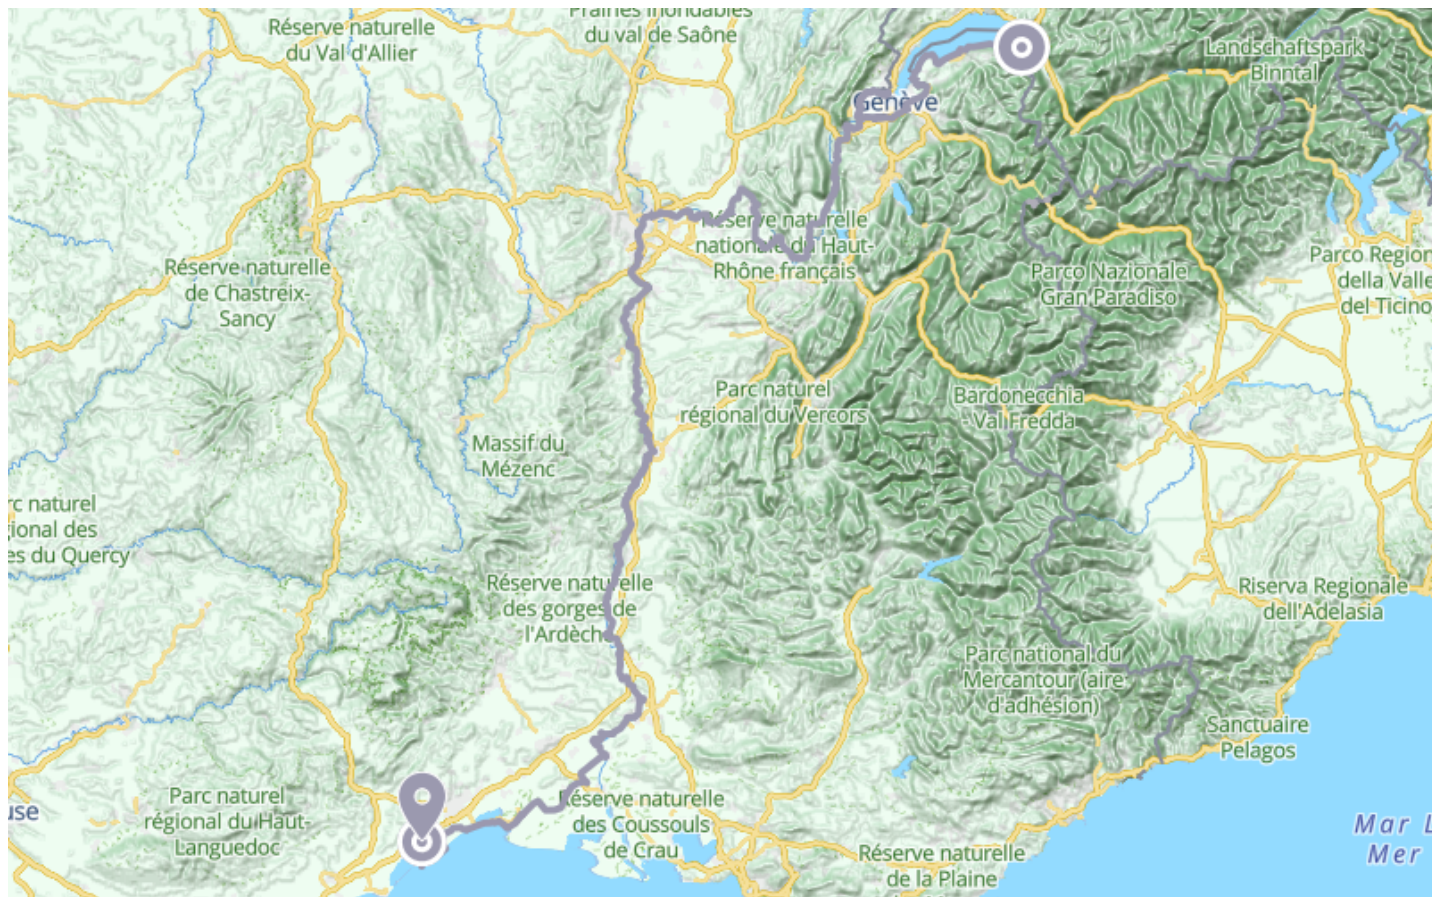 Prairies inondables
du val de Saône
Réserve naturelle
du Val d'Allier
Landschaftspark
Binntal
Genève
Réserve naturelle
nationale du Haut-
Rhône français
Réserve naturelle
de Chastreix-
Sancy
Parco Nazionale
Gran Paradiso
Parco Region
della Valle
del Ticino
Parc naturel
régional du Vercors
Bardonecchia
- Val Fredda
Massif du
Mézenc
rc naturel
gional des
es du Quercy
Réserve naturelle
des gorges de
l'Ardèche
Riserva Regionale
dell'Adelasia
Parc national du
Mercantour (aire
d'adhésion)
Sanctuaire
Pelagos
Parc naturel
régional du Haut-
Languedoc
use
Réserve naturelle
des Coussouls
de Crau
Réserve naturelle
de la Plaine
Mar L
Mer